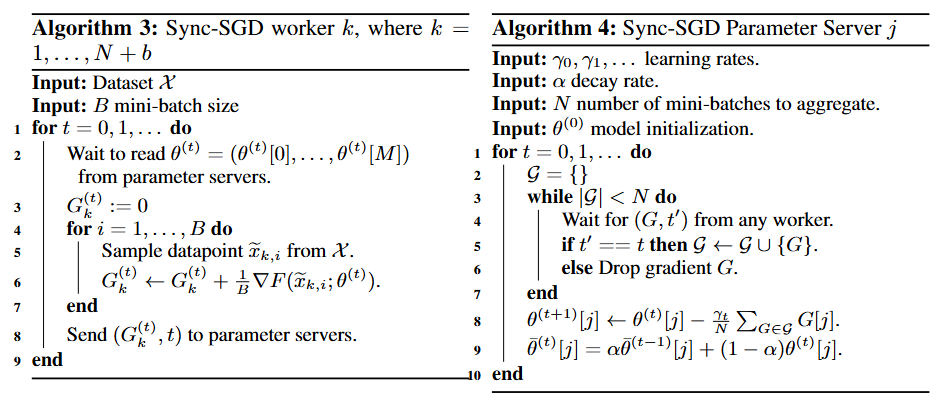 Algorithm 3: Sync-SGD worker k, where k =
1, . . . , N + b
Input: Dataset 𝒳
Input: B mini-batch size
1 for t = 0, 1, . . . do
2 Wait to read θ^(t) = (θ^(t)[0], . . . , θ^(t)[M])
from parameter servers.
3 G_k^(t) := 0
4 for i = 1, . . . , B do
5 Sample datapoint x̃_{k,i} from 𝒳.
6 G_k^(t) ← G_k^(t) + 1/B ∇F(x̃_{k,i}; θ^(t)).
7 end
8 Send (G_k^(t), t) to parameter servers.
9 end
Algorithm 4: Sync-SGD Parameter Server j
Input: γ_0, γ_1, . . . learning rates.
Input: α decay rate.
Input: N number of mini-batches to aggregate.
Input: θ^(0) model initialization.
1 for t = 0, 1, . . . do
2 𝒢 = {}
3 while |𝒢| < N do
4 Wait for (G, t′) from any worker.
5 if t′ == t then 𝒢 ← 𝒢 ∪ {G}.
6 else Drop gradient G.
7 end
8 θ^(t+1)[j] ← θ^(t)[j] − γ_t/N ∑_{G∈𝒢} G[j].
9 θ̄^(t)[j] = αθ̄^(t−1)[j] + (1 − α)θ^(t)[j].
10 end